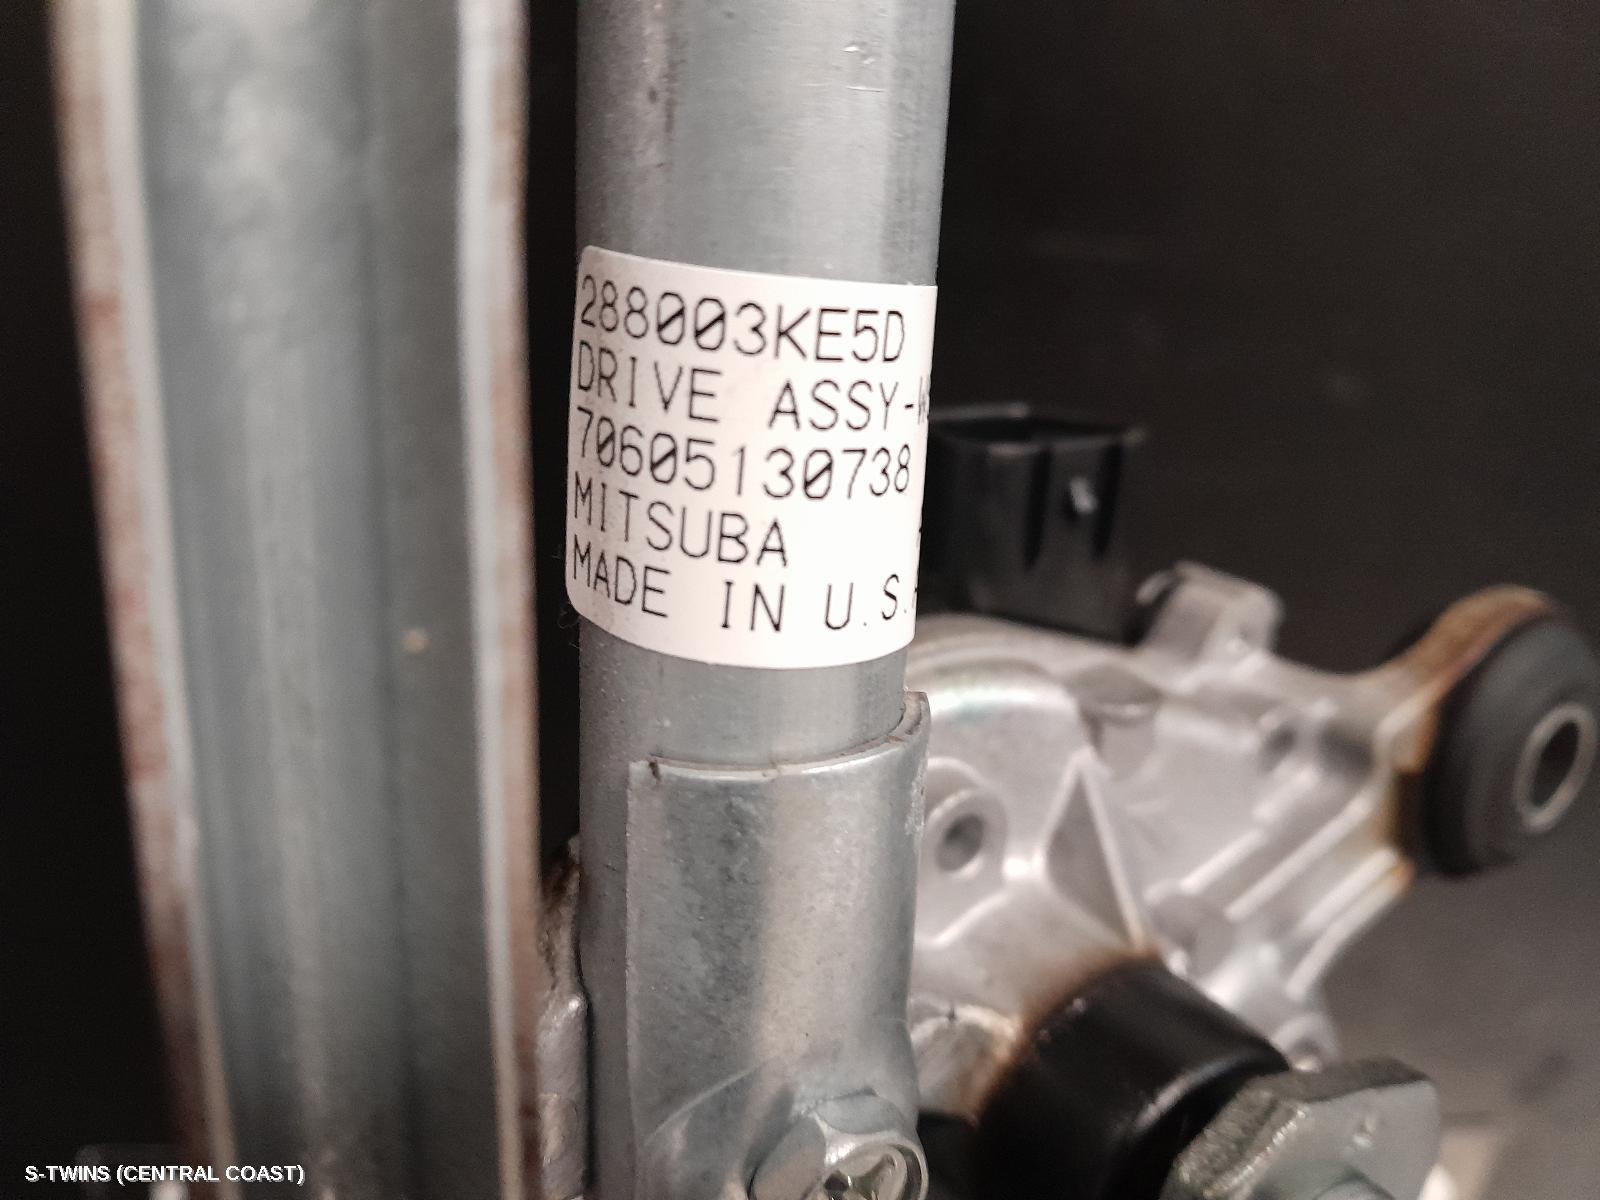 288003KE5D
DRIVE ASSY-W
70605130738
MITSUBA
MADE IN U.S.
S-TWINS (CENTRAL COAST)